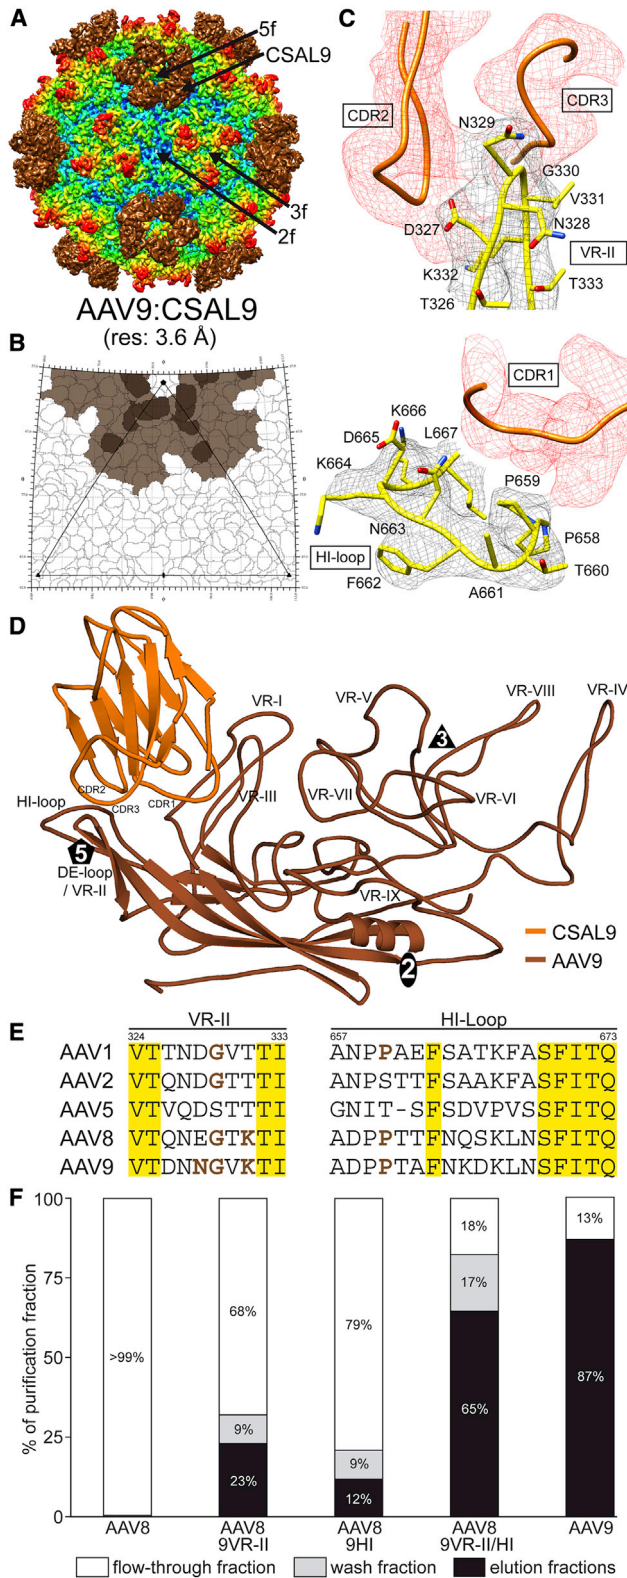 A
5f
CSAL9
3f
2f
AAV9:CSAL9
(res: 3.6 Å)
B
C
CDR2
CDR3
N329
G330
V331
D327
N328
VR-II
K332
T333
T326
CDR1
K666
D665
L667
K664
P659
N663
P658
HI-loop
T660
F662
A661
D
VR-I
VR-V
VR-VIII
VR-IV
3
CDR2
CDR3
CDR1
VR-III
VR-VII
VR-VI
HI-loop
5
DE-loop
/ VR-II
VR-IX
2
CSAL9
AAV9
E
VR-II
HI-Loop
324 333 657 673
AAV1 VTTNDGVTTI ANPPAEFSATKFASFITQ
AAV2 VTQNDGTTTI ANPSTTFSAAKFASFITQ
AAV5 VTVQDSTTTI GNIT-SFSDVPVSSFITQ
AAV8 VTQNEGTKTI ADPPTTFNQSKLNSFITQ
AAV9 VTDNNGVKTI ADPPTAFNKDKLNSFITQ
F
% of purification fraction
100
75
50
25
0
>99%
68%
9%
23%
79%
9%
12%
18%
17%
65%
13%
87%
AAV8
AAV8
9VR-II
AAV8
9HI
AAV8
9VR-II/HI
AAV9
flow-through fraction
wash fraction
elution fractions